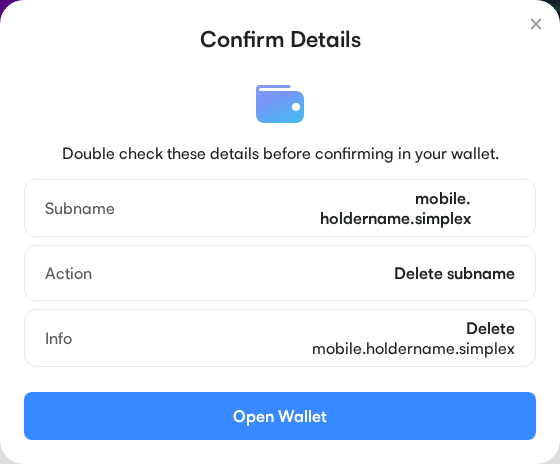 Confirm Details
Double check these details before confirming in your wallet.
Subname
mobile.
holdername.simplex
Action
Delete subname
Info
Delete
mobile.holdername.simplex
Open Wallet